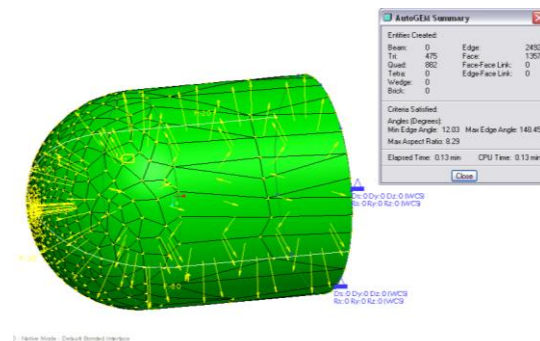 AutoGEM Summary
Entities Created:
Beam: 0 Edge: 2492
Tri: 475 Face: 1357
Quad: 882 Face-Face Link: 0
Tetra: 0 Edge-Face Link: 0
Wedge: 0
Brick: 0
Criteria Satisfied:
Angles (Degrees):
Min Edge Angle: 12.03 Max Edge Angle: 148.45
Max Aspect Ratio: 8.29
Elapsed Time: 0.13 min CPU Time: 0.13 min
Close
Dx: 0 Dy: 0 Dz: 0 (WCS)
Rx: 0 Ry: 0 Rz: 0 (WCS)
Dx: 0 Dy: 0 Dz: 0 (WCS)
Rx: 0 Ry: 0 Rz: 0 (WCS)
Native Mode : Default Bonded Interface